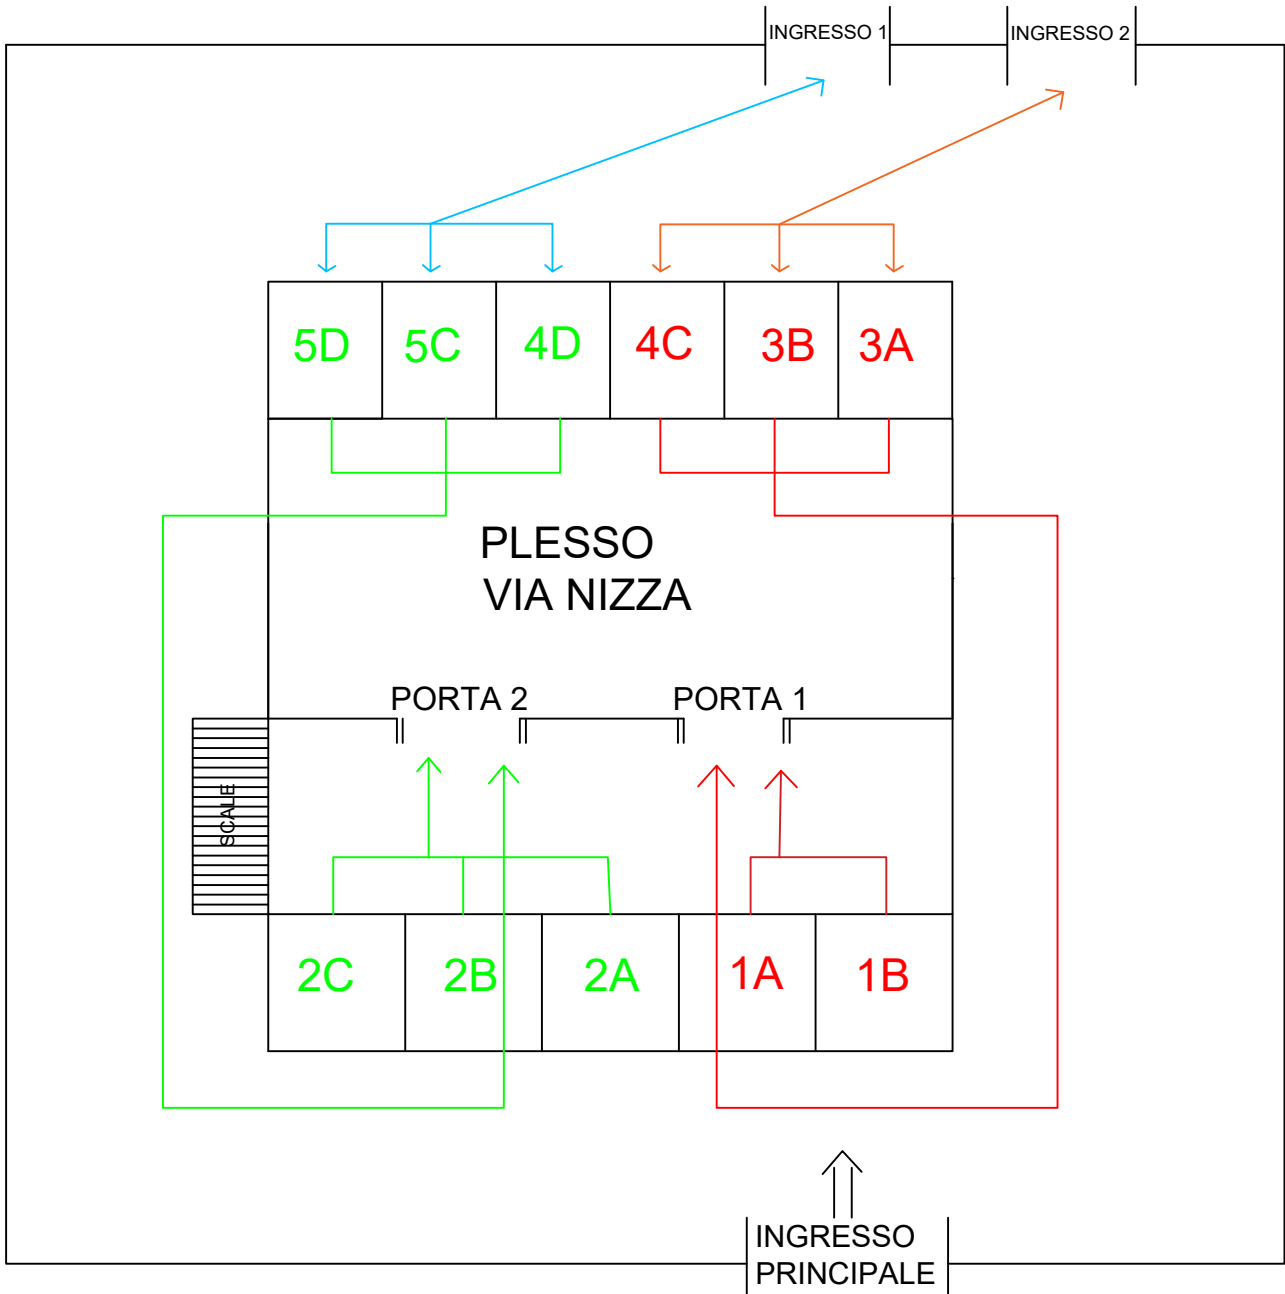 INGRESSO 1
INGRESSO 2
5D
5C
4D
4C
3B
3A
PLESSO
VIA NIZZA
PORTA 2
PORTA 1
SCALE
2C
2B
2A
1A
1B
INGRESSO
PRINCIPALE